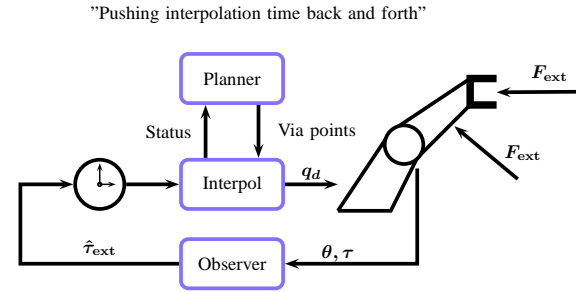 ”Pushing interpolation time back and forth”
Planner
F_ext
Status
Via points
F_ext
Interpol
q_d
τ̂_ext
Observer
θ, τ